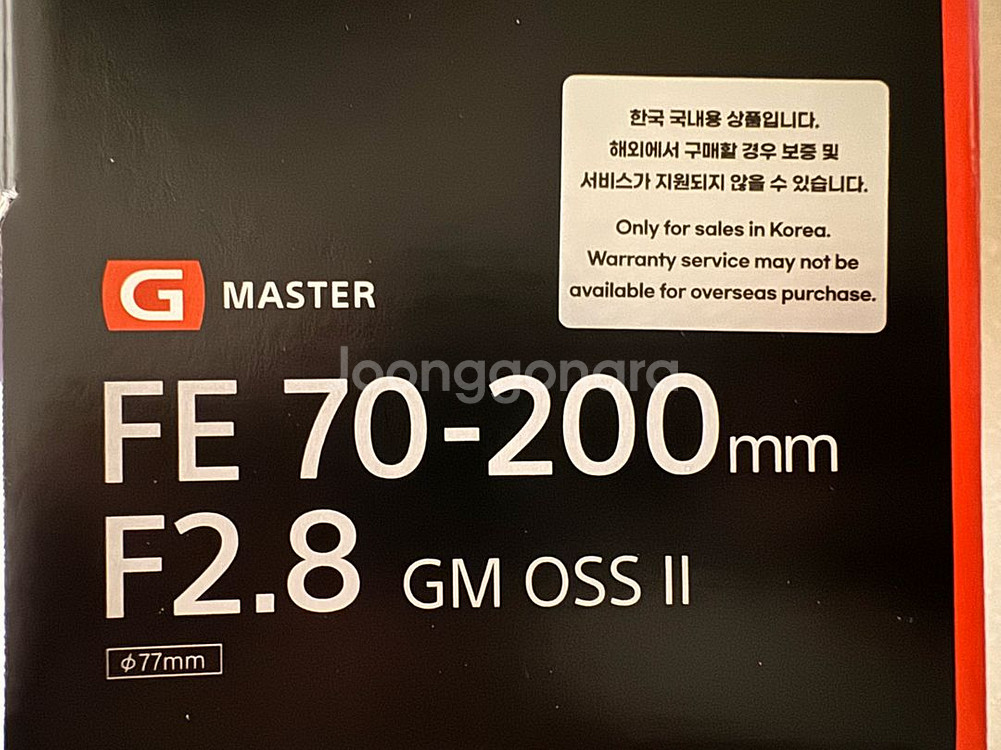 한국 국내용 상품입니다.
해외에서 구매할 경우 보증 및
서비스가 지원되지 않을 수 있습니다.
Only for sales in Korea.
Warranty service may not be
available for overseas purchase.
G MASTER
Joonggonara
FE 70-200mm
F2.8 GM OSS II
ϕ77mm